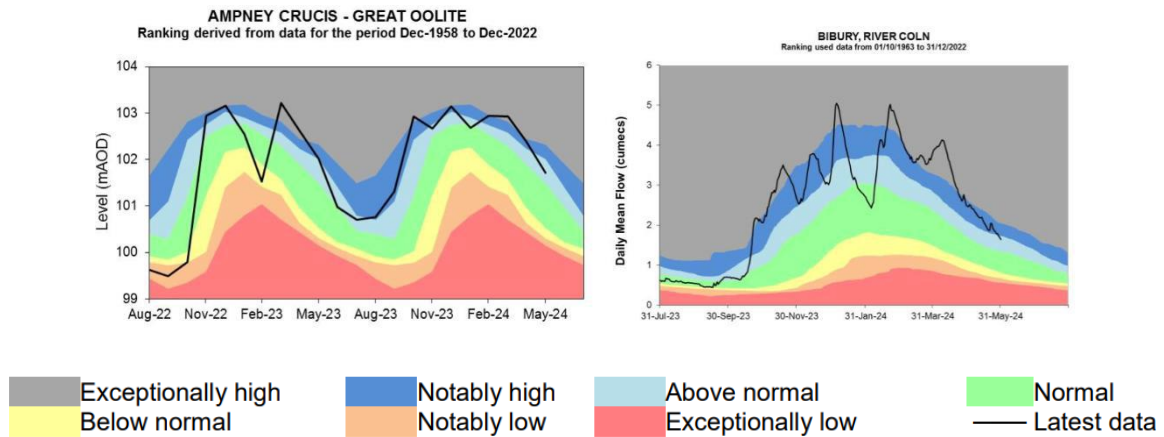 AMPNEY CRUCIS - GREAT OOLITE
Ranking derived from data for the period Dec-1958 to Dec-2022
Level (mAOD)
104
103
102
101
100
99
Aug-22 Nov-22 Feb-23 May-23 Aug-23 Nov-23 Feb-24 May-24
BIBURY, RIVER COLN
Ranking used data from 01/10/1963 to 31/12/2022
Daily Mean Flow (cumecs)
6
5
4
3
2
1
0
31-Jul-23 30-Sep-23 30-Nov-23 31-Jan-24 31-Mar-24 31-May-24
Exceptionally high Notably high Above normal Normal
Below normal Notably low Exceptionally low Latest data